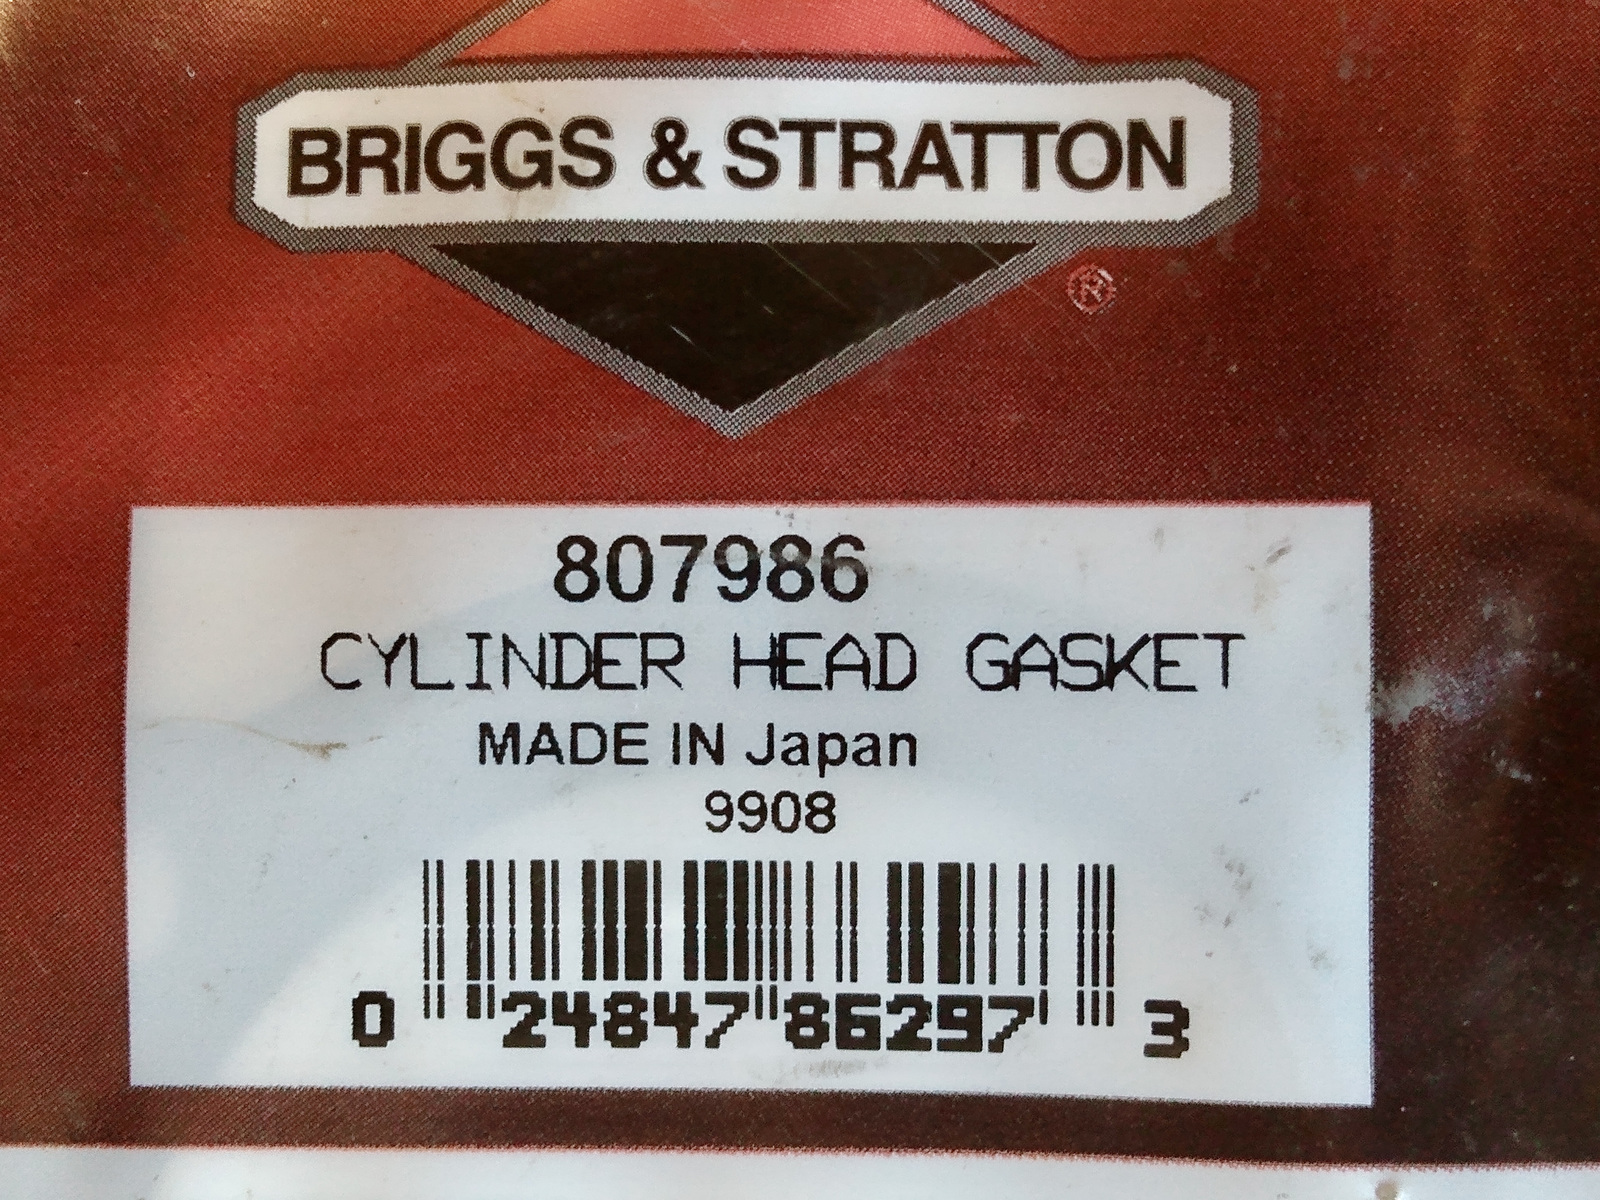 BRIGGS & STRATTON
®
807986
CYLINDER HEAD GASKET
MADE IN Japan
9908
0 24847 86297 3